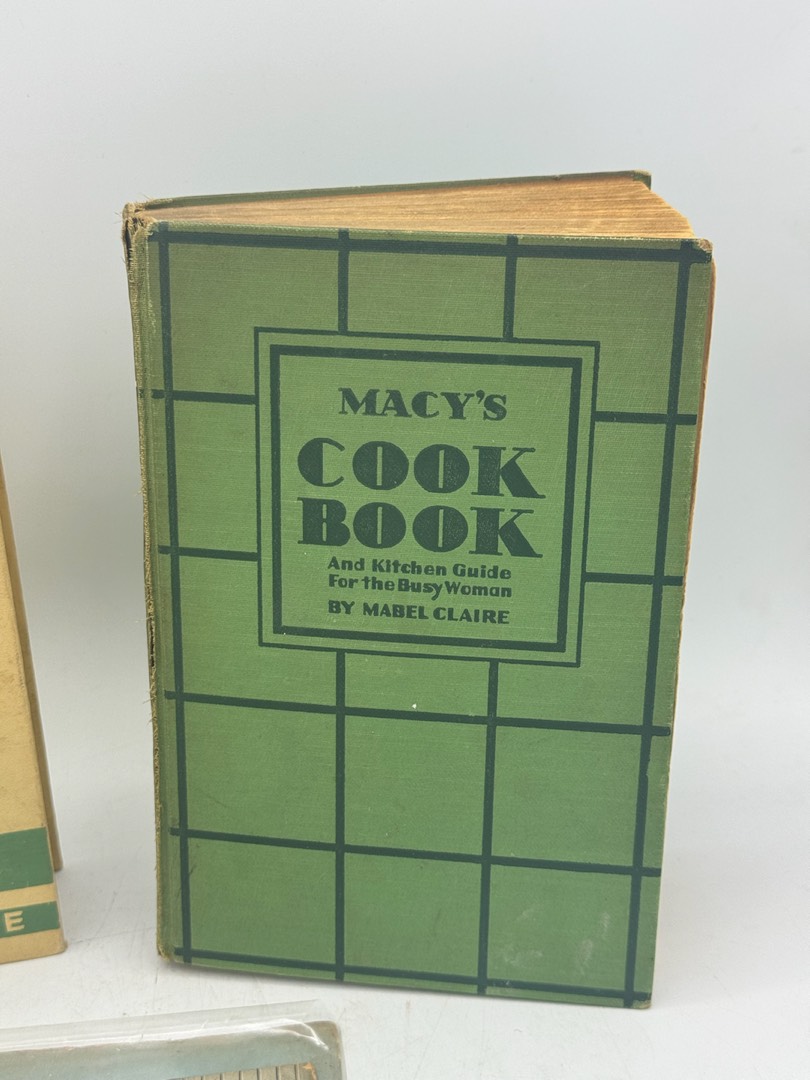 MACY'S
COOK
BOOK
And Kitchen Guide
For the Busy Woman
BY MABEL CLAIRE
E